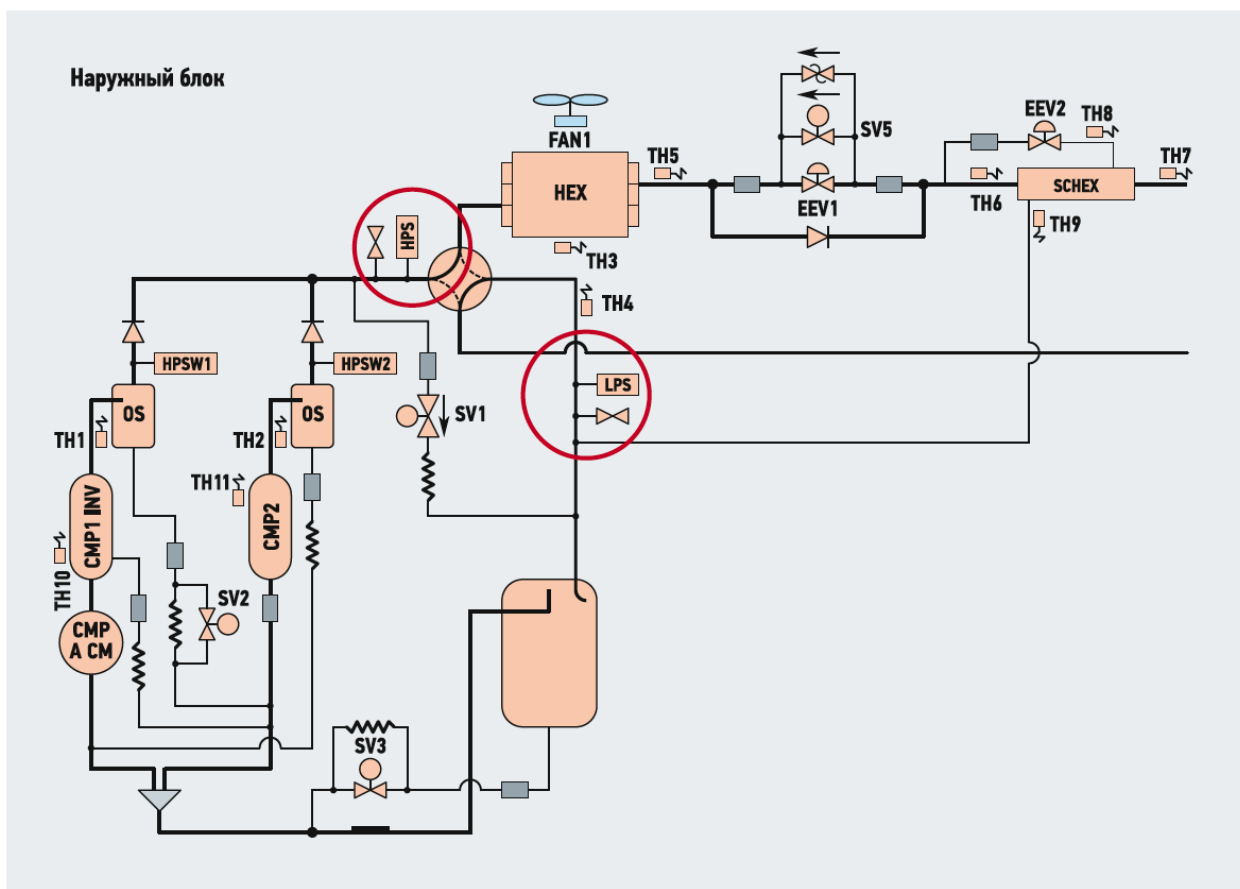 Наружный блок
FAN1
HEX
TH3
TH5
SV5
EEV1
EEV2
TH8
TH7
TH6
SCHEX
TH9
HPS
TH4
LPS
HPSW1
HPSW2
OS
OS
TH1
TH2
SV1
TH11
CMP1 INV
CMP2
TH10
SV2
CMP
A CM
SV3